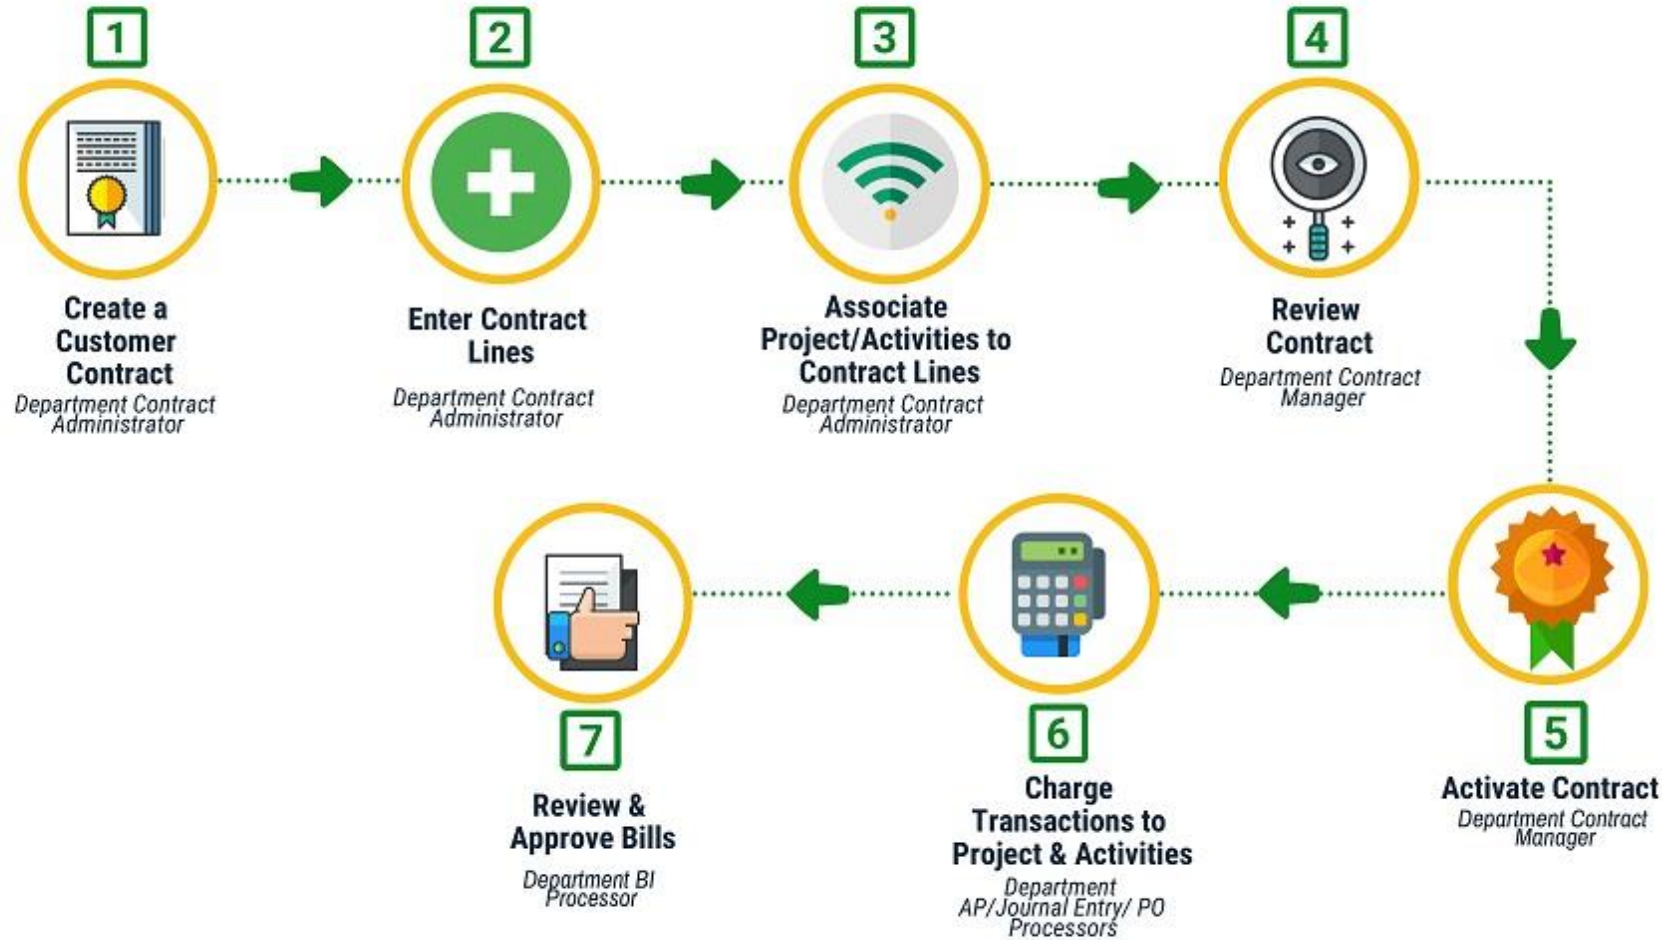 1
Create a
Customer
Contract
Department Contract
Administrator
2
Enter Contract
Lines
Department Contract
Administrator
3
Associate
Project/Activities to
Contract Lines
Department Contract
Administrator
4
Review
Contract
Department Contract
Manager
5
Activate Contract
Department Contract
Manager
6
Charge
Transactions to
Project & Activities
Department
AP/Journal Entry/ PO
Processors
7
Review &
Approve Bills
Department BI
Processor